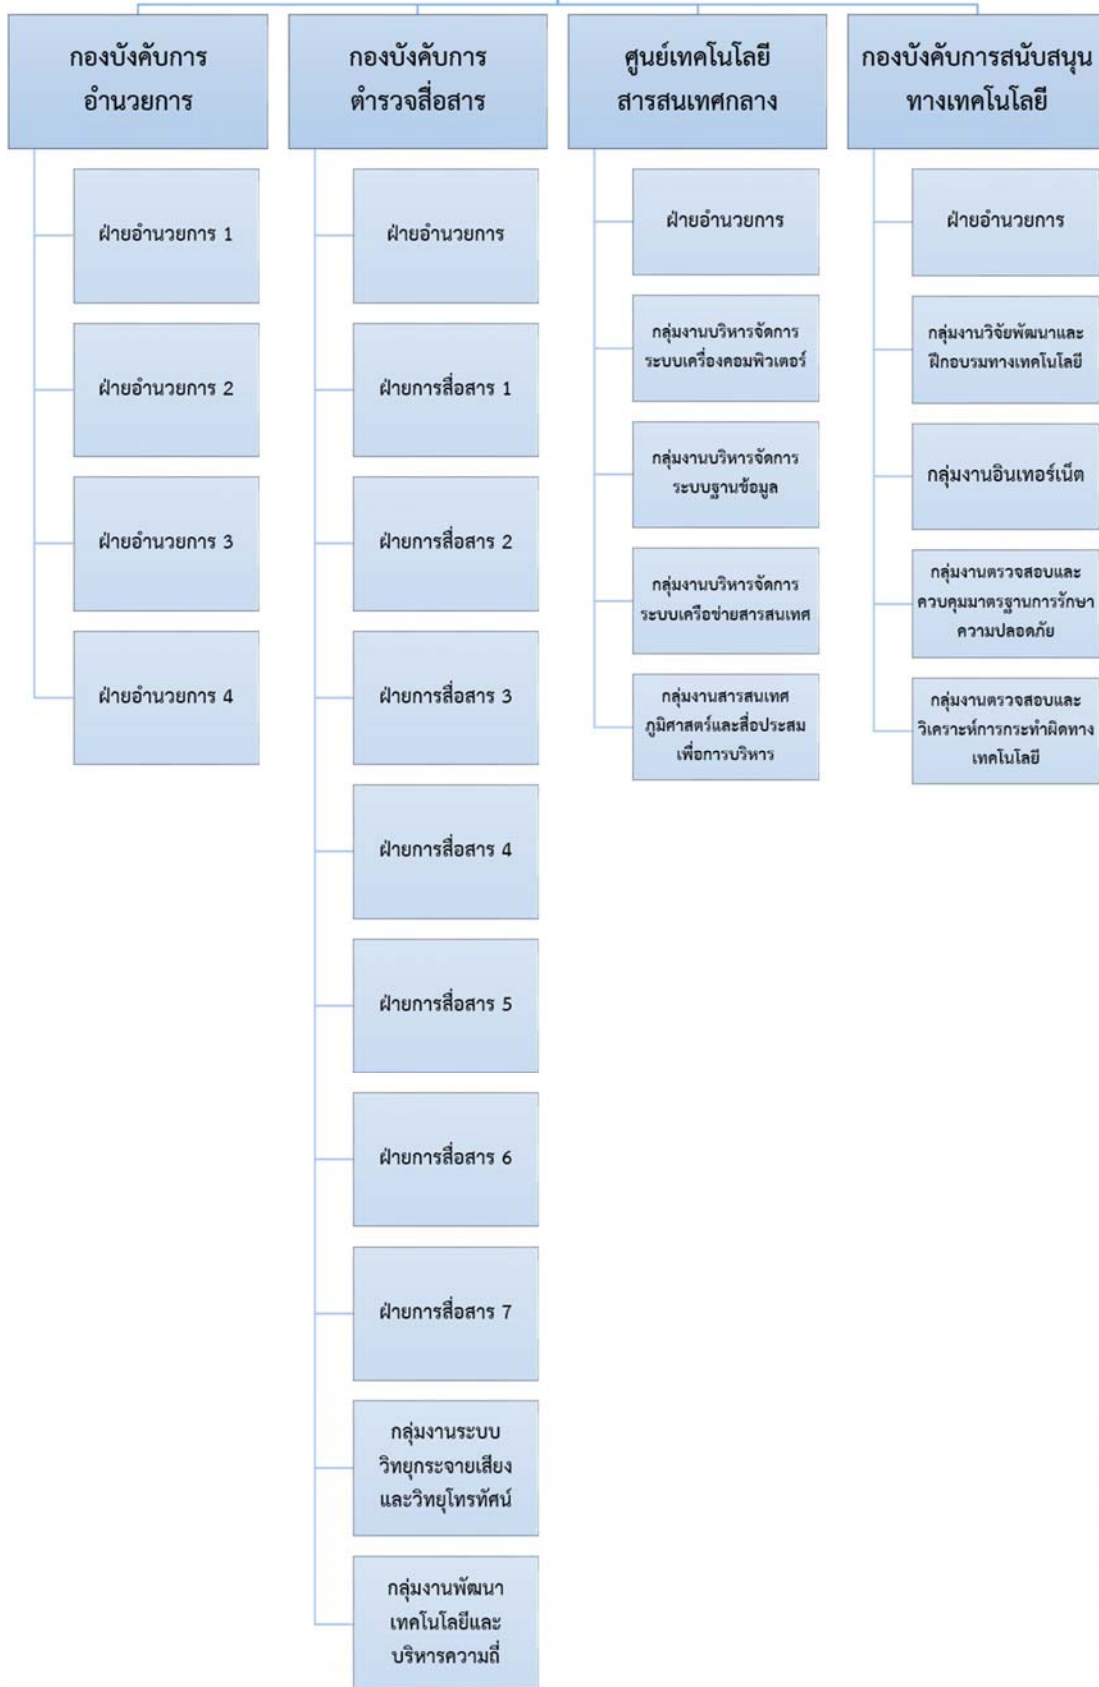 กองบังคับการ
อำนวยการ
ฝ่ายอำนวยการ 1
ฝ่ายอำนวยการ 2
ฝ่ายอำนวยการ 3
ฝ่ายอำนวยการ 4
กองบังคับการ
ตำรวจสื่อสาร
ฝ่ายอำนวยการ
ฝ่ายการสื่อสาร 1
ฝ่ายการสื่อสาร 2
ฝ่ายการสื่อสาร 3
ฝ่ายการสื่อสาร 4
ฝ่ายการสื่อสาร 5
ฝ่ายการสื่อสาร 6
ฝ่ายการสื่อสาร 7
กลุ่มงานระบบ
วิทยุกระจายเสียง
และวิทยุโทรทัศน์
กลุ่มงานพัฒนา
เทคโนโลยีและ
บริหารความถี่
ศูนย์เทคโนโลยี
สารสนเทศกลาง
ฝ่ายอำนวยการ
กลุ่มงานบริหารจัดการ
ระบบเครื่องคอมพิวเตอร์
กลุ่มงานบริหารจัดการ
ระบบฐานข้อมูล
กลุ่มงานบริหารจัดการ
ระบบเครือข่ายสารสนเทศ
กลุ่มงานสารสนเทศ
ภูมิศาสตร์และสื่อประสม
เพื่อการบริหาร
กองบังคับการสนับสนุน
ทางเทคโนโลยี
ฝ่ายอำนวยการ
กลุ่มงานวิจัยพัฒนาและ
ฝึกอบรมทางเทคโนโลยี
กลุ่มงานอินเทอร์เน็ต
กลุ่มงานตรวจสอบและ
ควบคุมมาตรฐานการรักษา
ความปลอดภัย
กลุ่มงานตรวจสอบและ
วิเคราะห์การกระทำผิดทาง
เทคโนโลยี